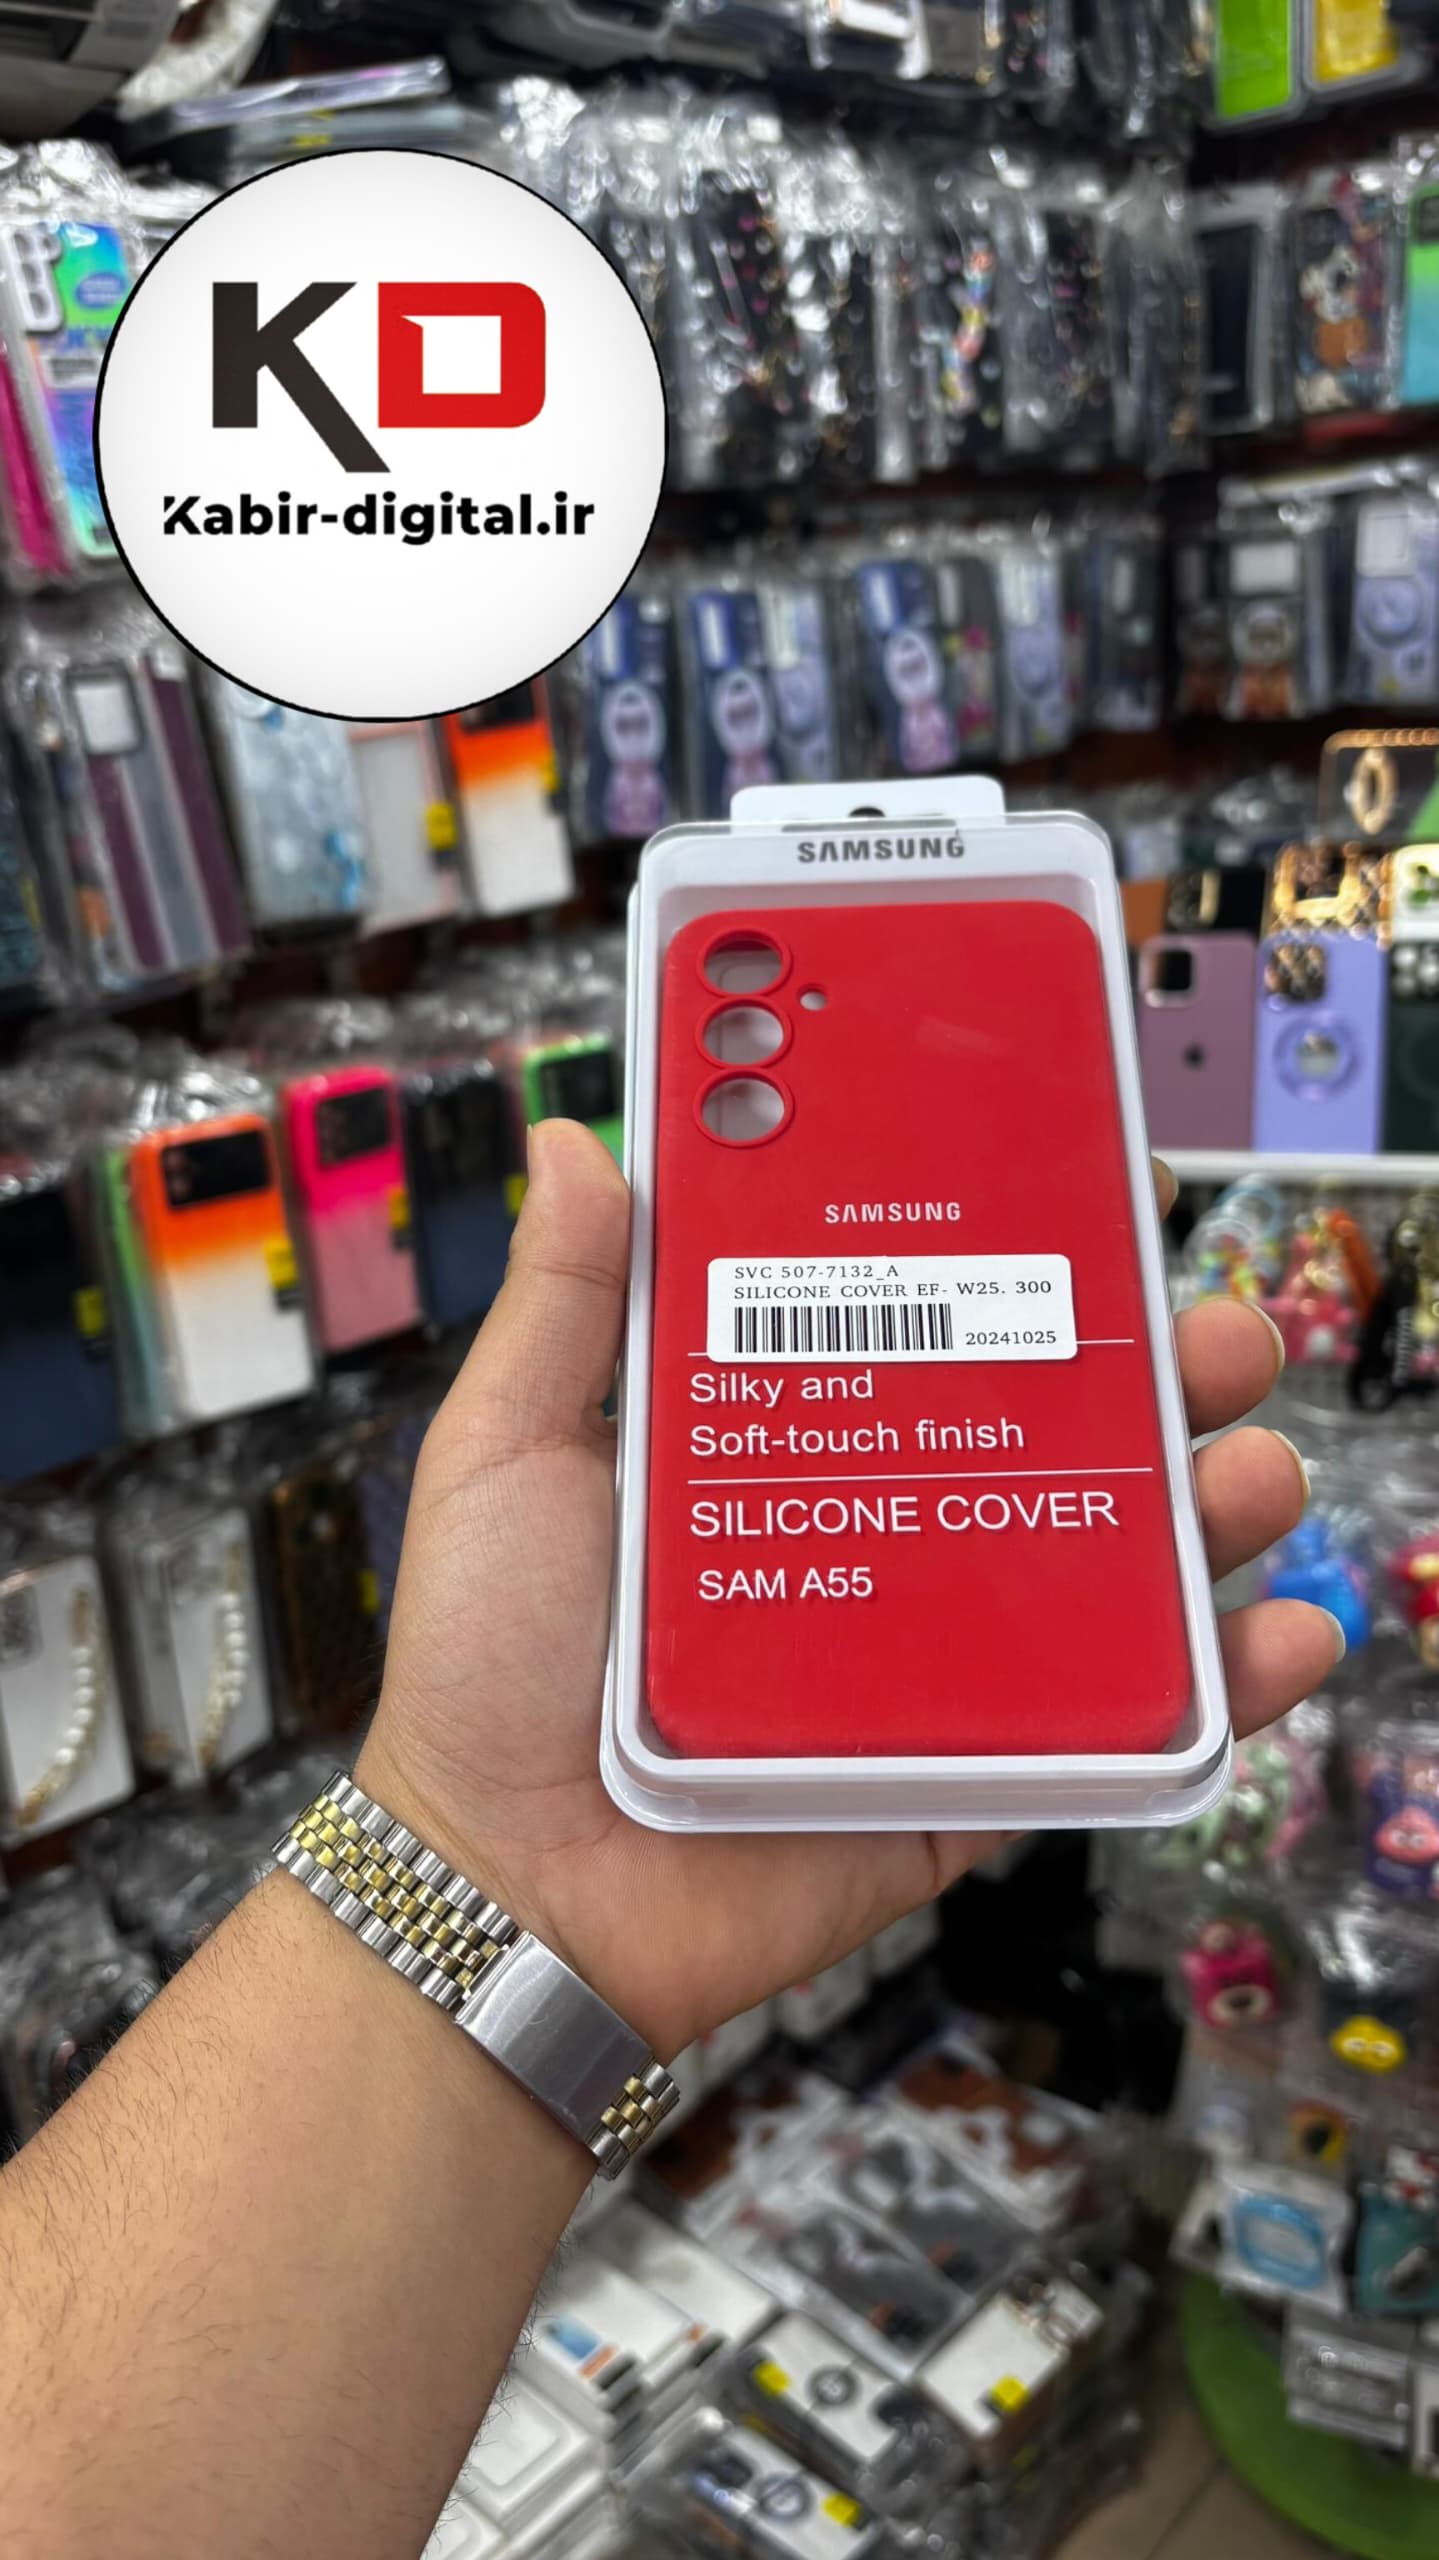 KD
Kabir-digital.ir
SAMSUNG
SAMSUNG
SVC 507-7132_A
SILICONE COVER EF- W25. 300
20241025
Silky and
Soft-touch finish
SILICONE COVER
SAM A55